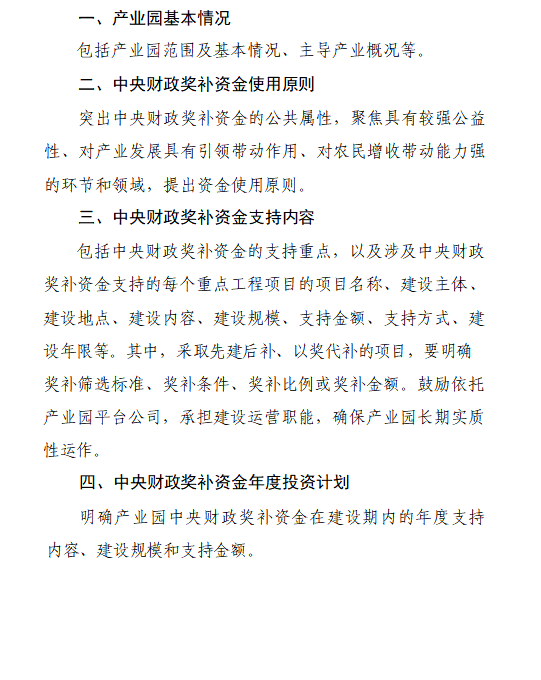 一、产业园基本情况
包括产业园范围及基本情况、主导产业概况等。
二、中央财政奖补资金使用原则
突出中央财政奖补资金的公共属性，聚焦具有较强公益
性、对产业发展具有引领带动作用、对农民增收带动能力强
的环节和领域，提出资金使用原则。
三、中央财政奖补资金支持内容
包括中央财政奖补资金的支持重点，以及涉及中央财政
奖补资金支持的每个重点工程项目的项目名称、建设主体、
建设地点、建设内容、建设规模、支持金额、支持方式、建
设年限等。其中，采取先建后补、以奖代补的项目，要明确
奖补筛选标准、奖补条件、奖补比例或奖补金额。鼓励依托
产业园平台公司，承担建设运营职能，确保产业园长期实质
性运作。
四、中央财政奖补资金年度投资计划
明确产业园中央财政奖补资金在建设期内的年度支持
内容、建设规模和支持金额。